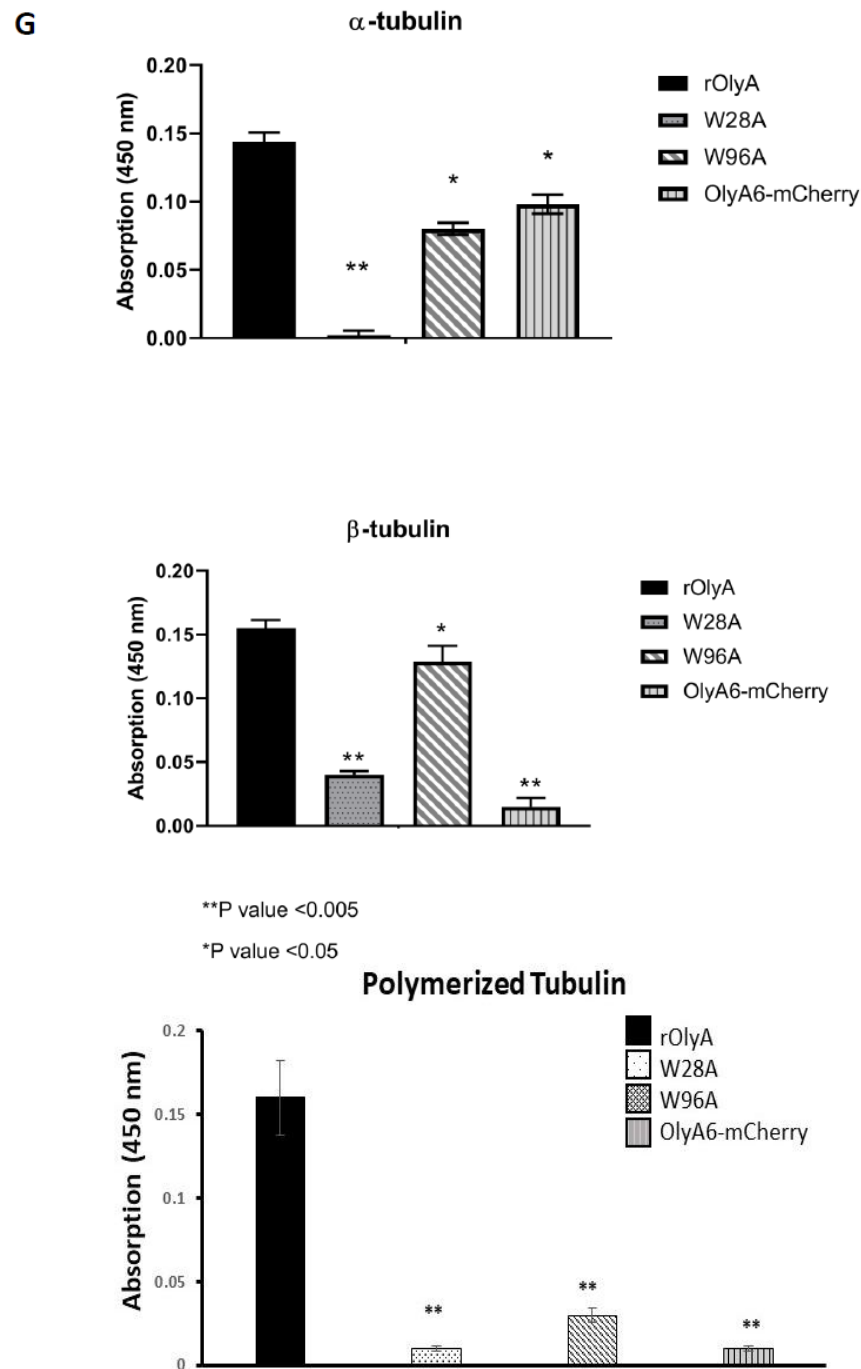 G
α-tubulin
Absorption (450 nm)
0.20
0.15
0.10
0.05
0.00
**
*
*
rOlyA
W28A
W96A
OlyA6-mCherry
β-tubulin
Absorption (450 nm)
0.20
0.15
0.10
0.05
0.00
**
*
**
rOlyA
W28A
W96A
OlyA6-mCherry
**P value <0.005
*P value <0.05
Polymerized Tubulin
Absorption (450 nm)
0.2
0.15
0.1
0.05
0
**
**
**
rOlyA
W28A
W96A
OlyA6-mCherry